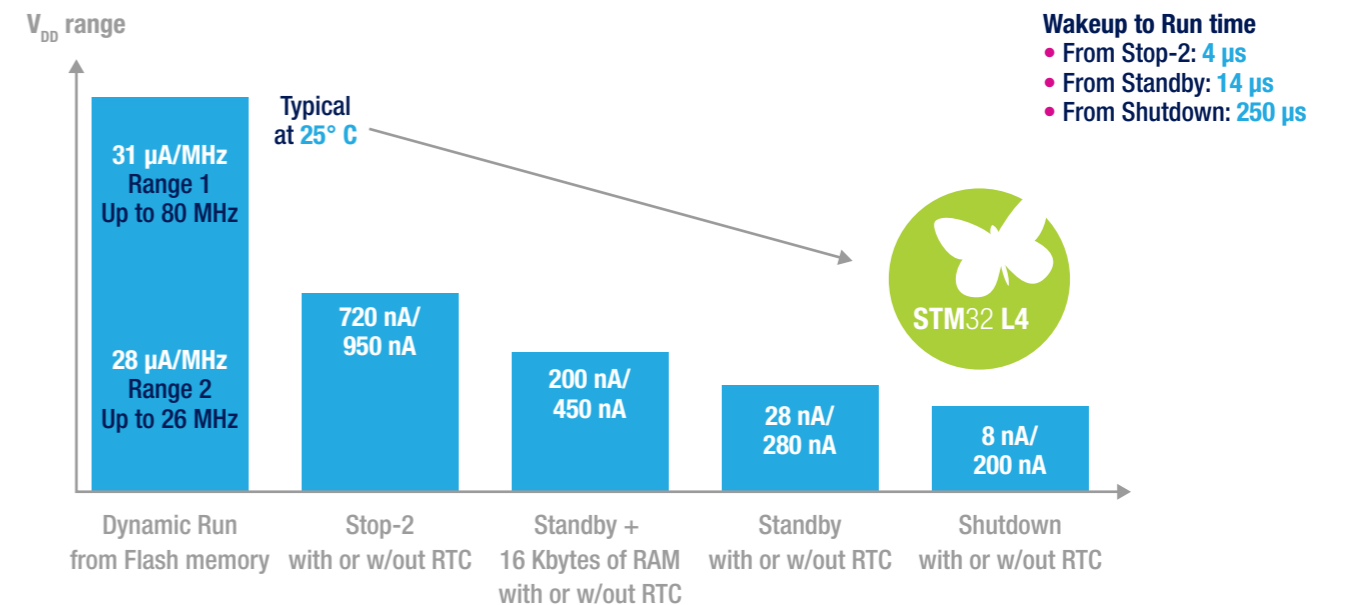 V_DD range
Wakeup to Run time
• From Stop-2: 4 µs
• From Standby: 14 µs
• From Shutdown: 250 µs
Typical
at 25° C
31 µA/MHz
Range 1
Up to 80 MHz
28 µA/MHz
Range 2
Up to 26 MHz
720 nA/
950 nA
200 nA/
450 nA
28 nA/
280 nA
8 nA/
200 nA
STM32 L4
Dynamic Run
from Flash memory
Stop-2
with or w/out RTC
Standby +
16 Kbytes of RAM
with or w/out RTC
Standby
with or w/out RTC
Shutdown
with or w/out RTC